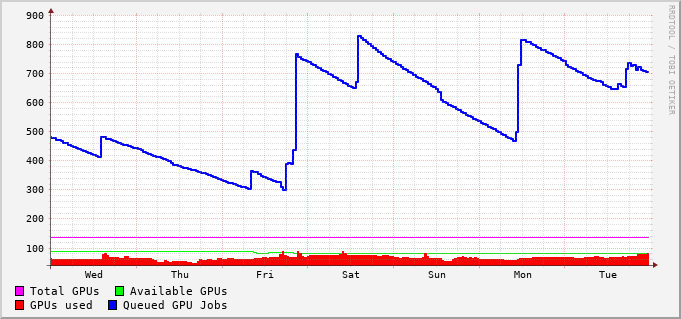 900
800
700
600
500
400
300
200
100
Wed Thu Fri Sat Sun Mon Tue
Total GPUs Available GPUs
GPUs used Queued GPU Jobs
RRDTOOL / TOBI OETIKER